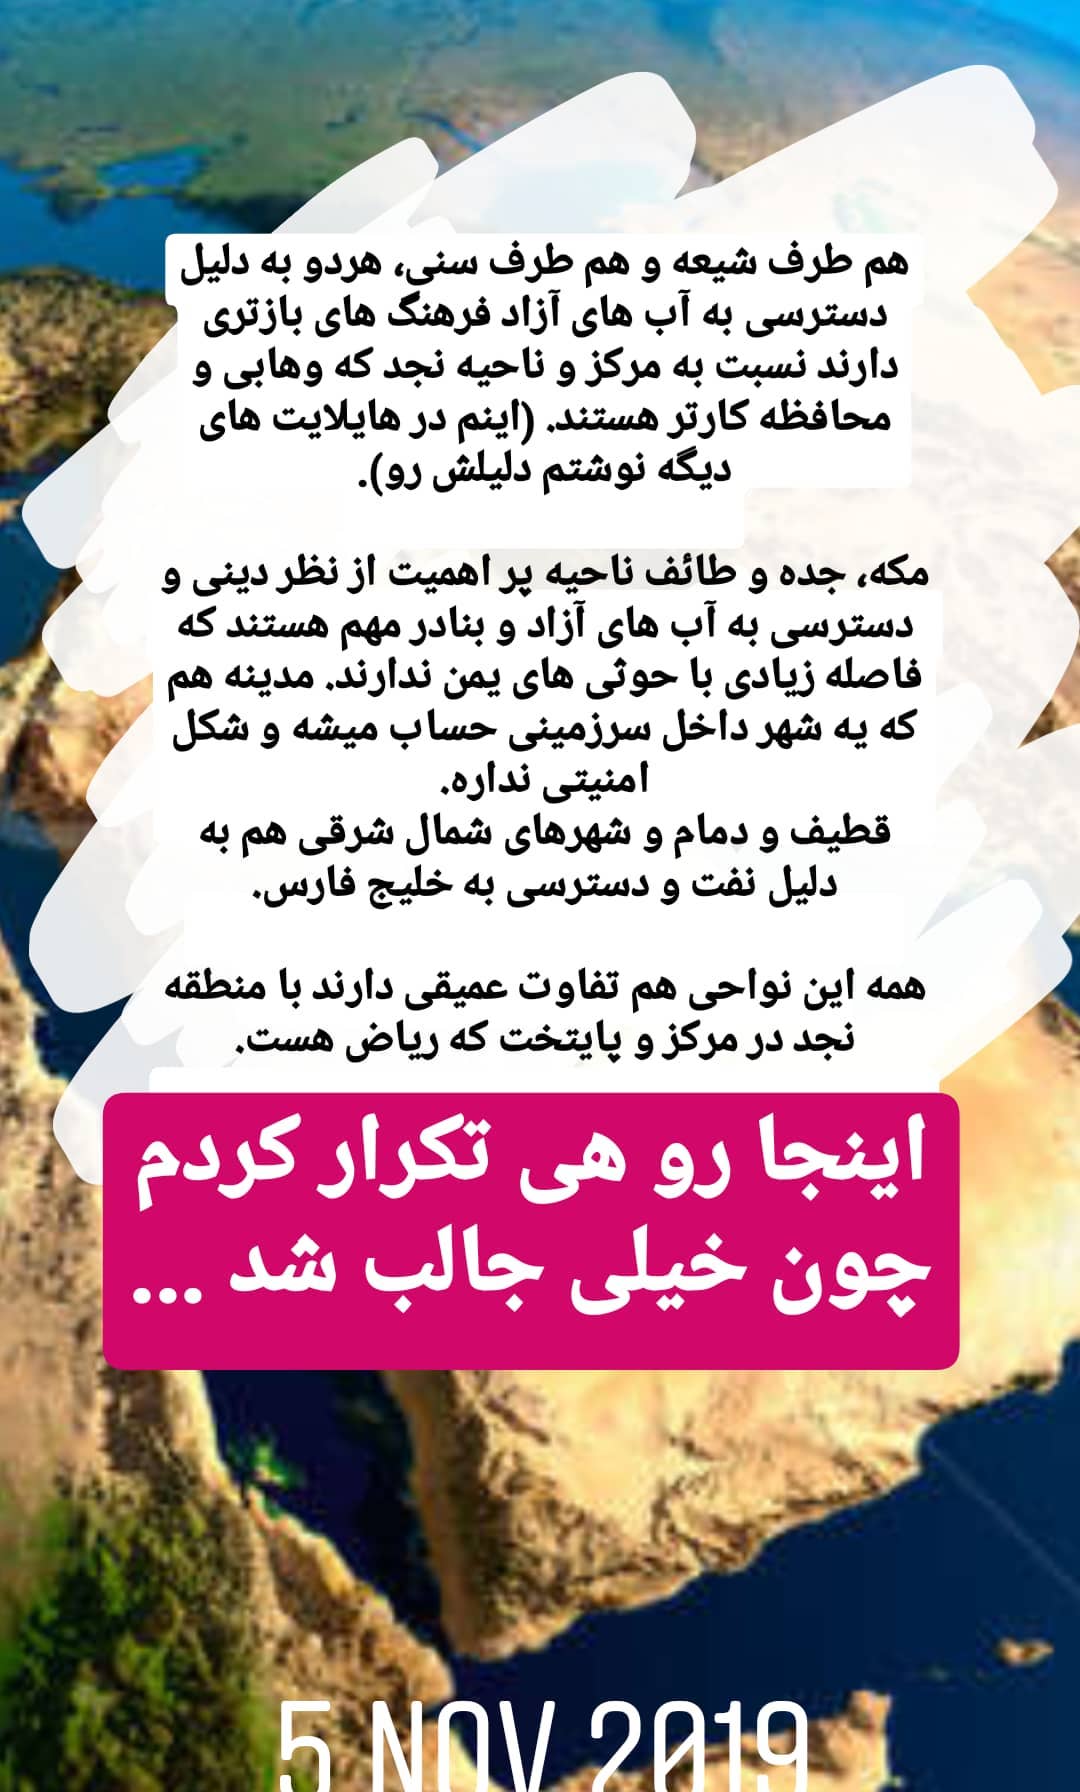 هم طرف شیعه و هم طرف سنی، هردو به دلیل
دسترسی به آب های آزاد فرهنگ های بازتری
دارند نسبت به مرکز و ناحیه نجد که وهابی و
محافظه کارتر هستند. (اینم در هایلایت های
دیگه نوشتم دلیلش رو).
مکه، جده و طائف ناحیه پر اهمیت از نظر دینی و
دسترسی به آب های آزاد و بنادر مهم هستند که
فاصله زیادی با حوثی های یمن ندارند. مدینه هم
که یه شهر داخل سرزمینی حساب میشه و شکل
امنیتی نداره.
قطیف و دمام و شهرهای شمال شرقی هم به
دلیل نفت و دسترسی به خلیج فارس.
همه این نواحی هم تفاوت عمیقی دارند با منطقه
نجد در مرکز و پایتخت که ریاض هست.
اینجا رو هی تکرار کردم
چون خیلی جالب شد ...
5 NOV 2019